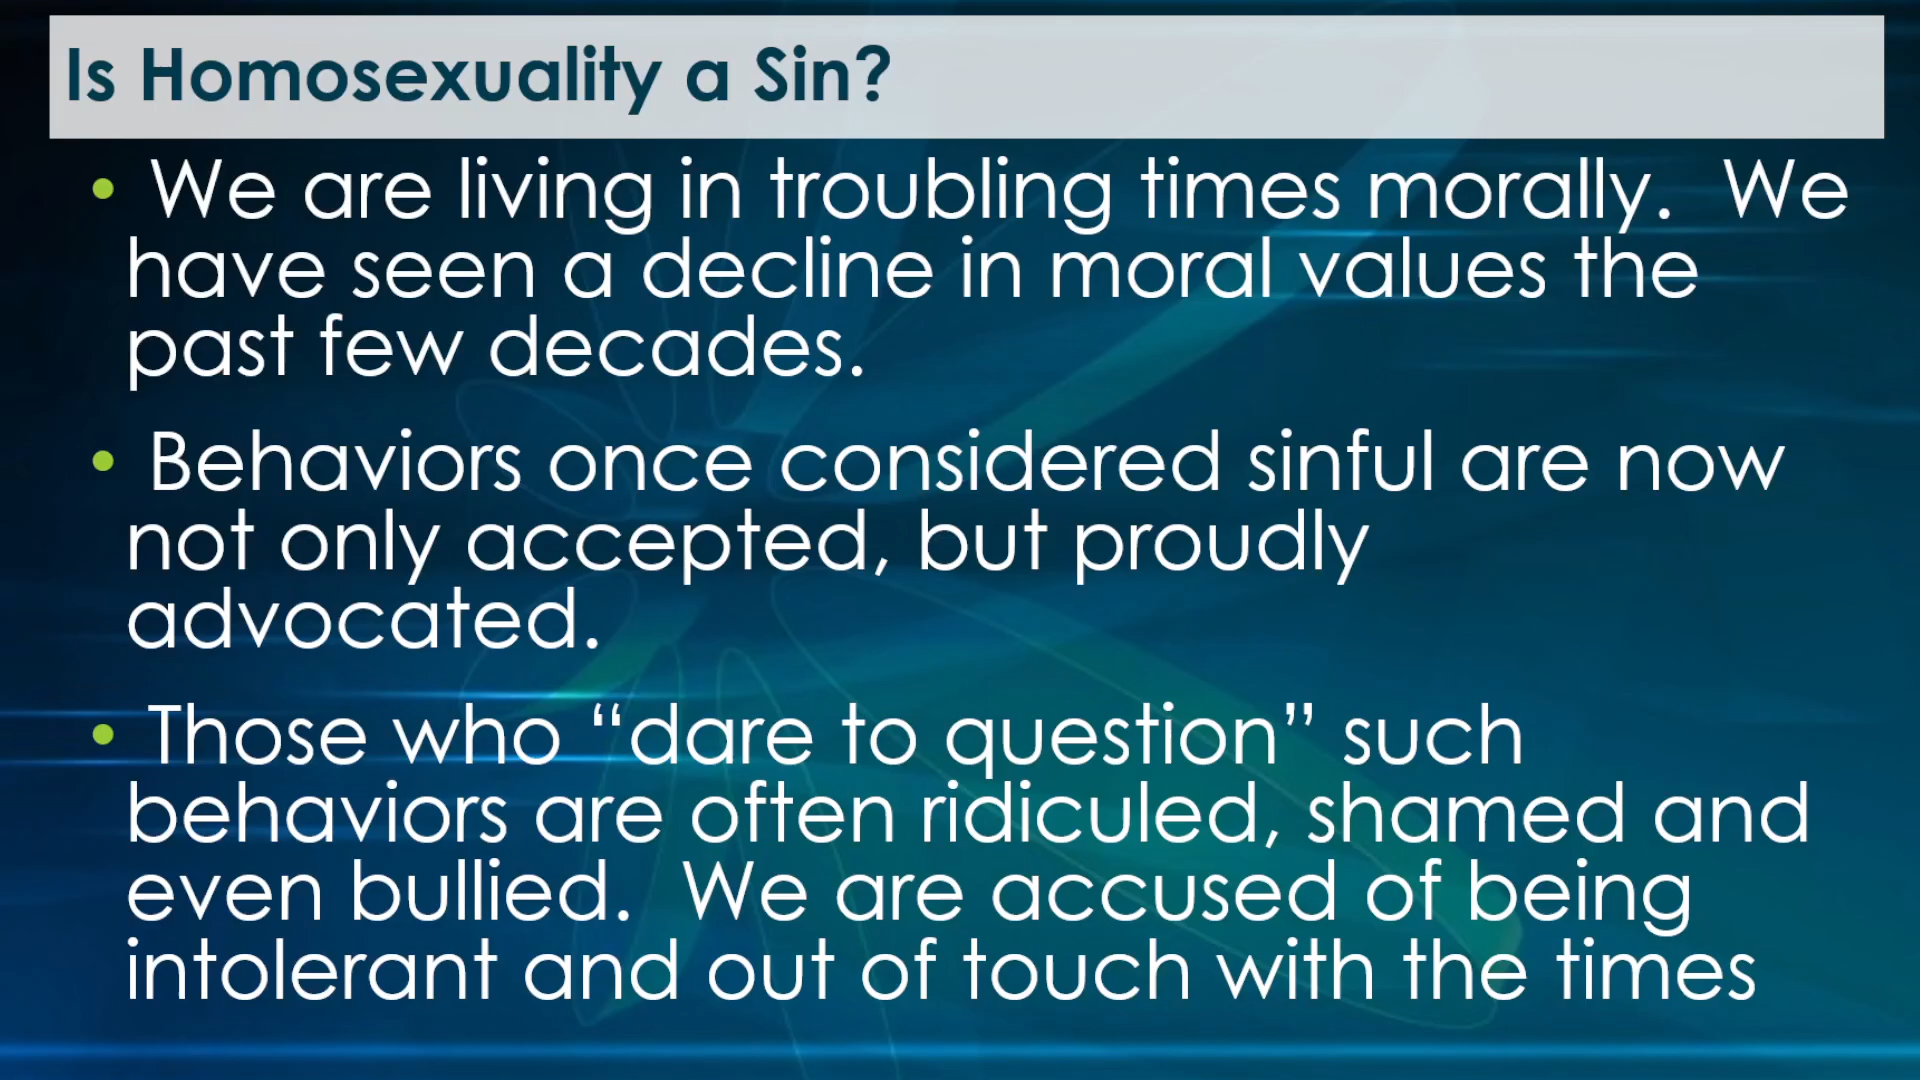 Is Homosexuality a Sin?
• We are living in troubling times morally.  We
have seen a decline in moral values the
past few decades.
• Behaviors once considered sinful are now
not only accepted, but proudly
advocated.
• Those who “dare to question” such
behaviors are often ridiculed, shamed and
even bullied.  We are accused of being
intolerant and out of touch with the times